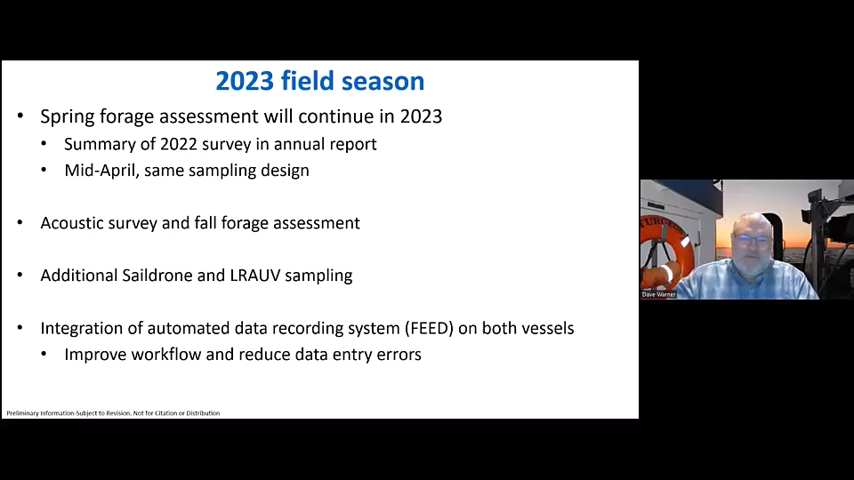 2023 field season
• Spring forage assessment will continue in 2023
• Summary of 2022 survey in annual report
• Mid-April, same sampling design
• Acoustic survey and fall forage assessment
• Additional Saildrone and LRAUV sampling
• Integration of automated data recording system (FEED) on both vessels
• Improve workflow and reduce data entry errors
Preliminary Information-Subject to Revision. Not for Citation or Distribution
TURGEON
Dave Warner